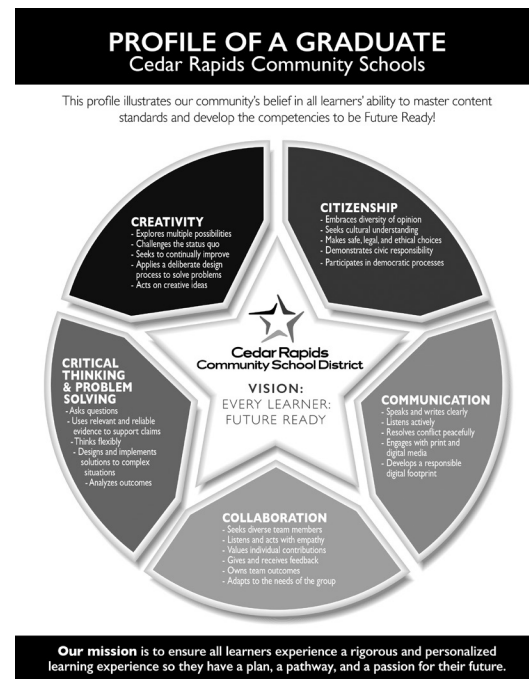 PROFILE OF A GRADUATE
Cedar Rapids Community Schools
This profile illustrates our community's belief in all learners' ability to master content
standards and develop the competencies to be Future Ready!
CREATIVITY
- Explores multiple possibilities
- Challenges the status quo
- Seeks to continually improve
- Applies a deliberate design
process to solve problems
- Acts on creative ideas
CITIZENSHIP
- Embraces diversity of opinion
- Seeks cultural understanding
- Makes safe, legal, and ethical choices
- Demonstrates civic responsibility
- Participates in democratic processes
Cedar Rapids
Community School District
VISION:
EVERY LEARNER:
FUTURE READY
CRITICAL
THINKING
& PROBLEM
SOLVING
- Asks questions
- Uses relevant and reliable
evidence to support claims
- Thinks flexibly
- Designs and implements
solutions to complex
situations
- Analyzes outcomes
COMMUNICATION
- Speaks and writes clearly
- Listens actively
- Resolves conflict peacefully
- Engages with print and
digital media
- Develops a responsible
digital footprint
COLLABORATION
- Seeks diverse team members
- Listens and acts with empathy
- Values individual contributions
- Gives and receives feedback
- Owns team outcomes
- Adapts to the needs of the group
Our mission is to ensure all learners experience a rigorous and personalized
learning experience so they have a plan, a pathway, and a passion for their future.